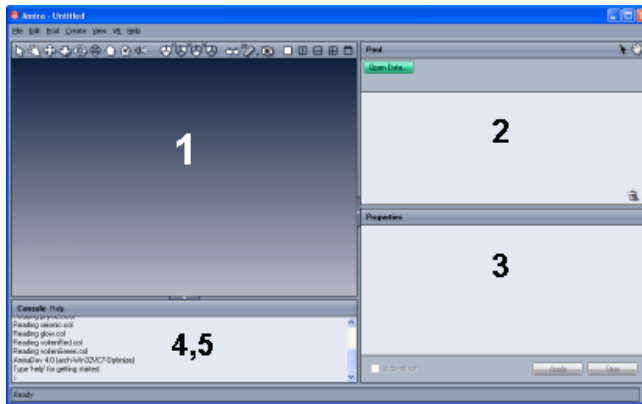 Amira - Untitled
File Edit Pool Create View VR Help
Pool
Open Data...
1
2
Properties
3
Console Help
Reading seismic.col
Reading glow.col
Reading volrenRed.col
Reading volrenGreen.col
AmiraDev 4.0 (arch-Win32VC7-Optimize)
Type 'help' for getting started
>
4,5
auto-refresh
Apply
Stop
Ready